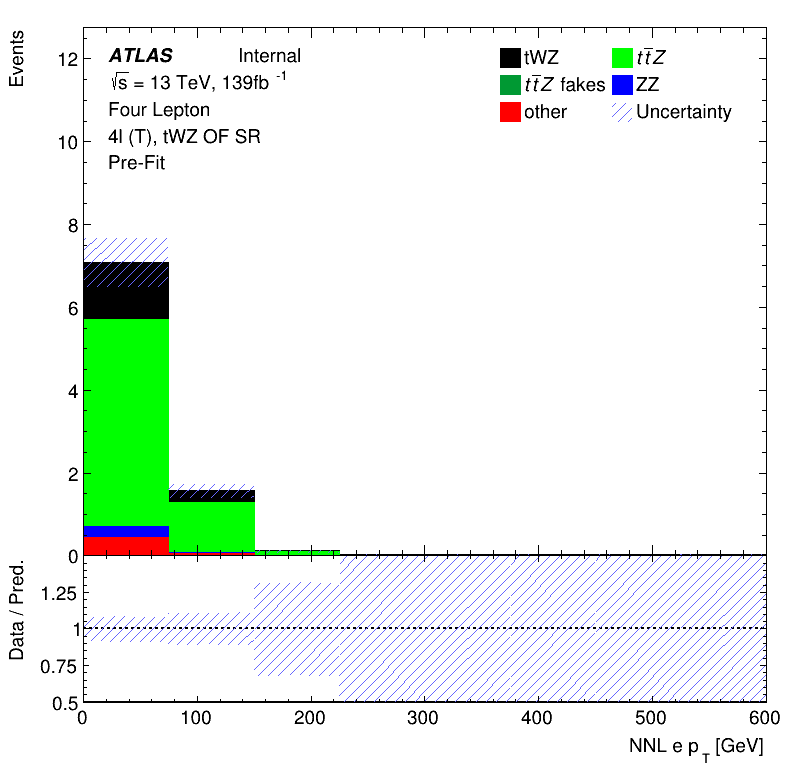 Events
12
10
8
6
4
2
0
ATLAS Internal
√s = 13 TeV, 139fb⁻¹
Four Lepton
4l (T), tWZ OF SR
Pre-Fit
tWZ tt̄Z
tt̄Z fakes ZZ
other Uncertainty
Data / Pred.
1.25
1
0.75
0.5
0 100 200 300 400 500 600
NNL e p_T [GeV]